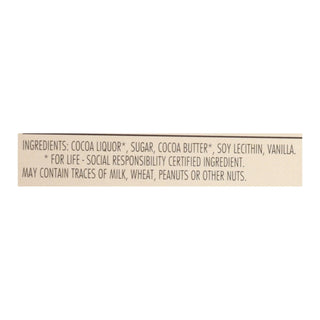 INGREDIENTS: COCOA LIQUOR*, SUGAR, COCOA BUTTER*, SOY LECITHIN, VANILLA.
* FOR LIFE - SOCIAL RESPONSIBILITY CERTIFIED INGREDIENT.
MAY CONTAIN TRACES OF MILK, WHEAT, PEANUTS OR OTHER NUTS.